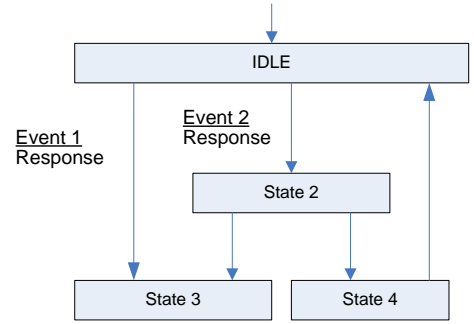 IDLE
Event 1
Response
Event 2
Response
State 2
State 3
State 4